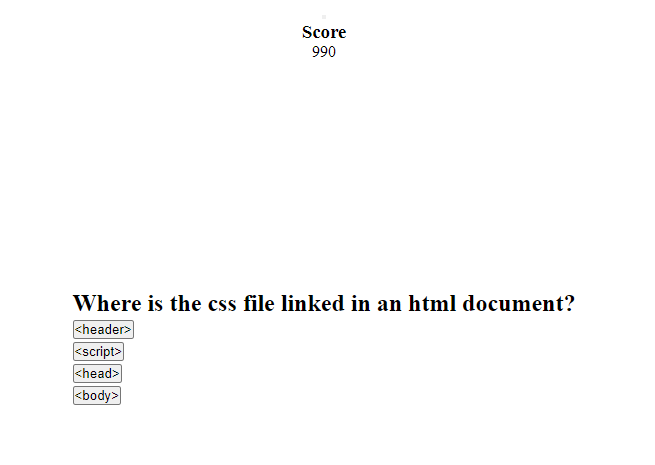 Score
990
Where is the css file linked in an html document?
<header>
<script>
<head>
<body>